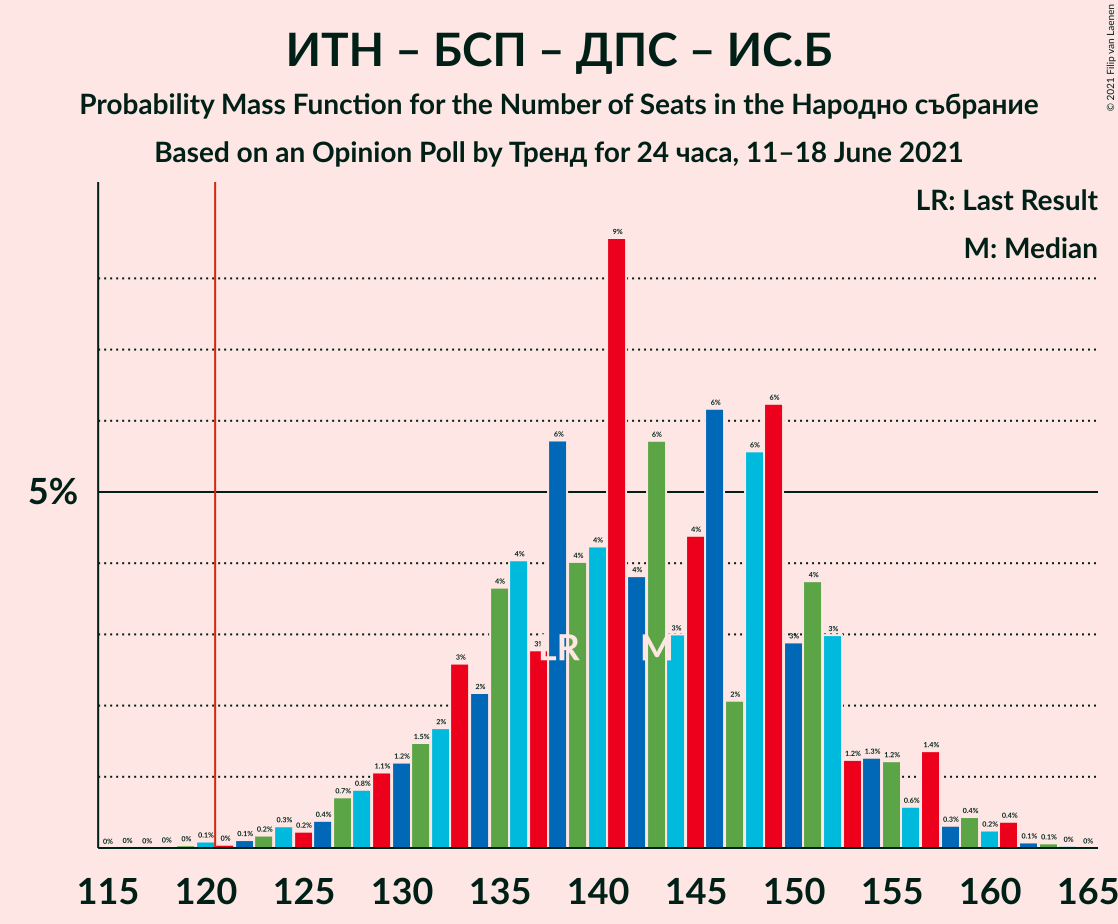 ИТН – БСП – ДПС – ИС.Б
Probability Mass Function for the Number of Seats in the Народно събрание
Based on an Opinion Poll by Тренд for 24 часа, 11–18 June 2021
© 2021 Filip van Laenen
LR: Last Result
M: Median
5%
0% 0% 0% 0% 0% 0.1% 0% 0.1% 0.2% 0.3% 0.2% 0.4% 0.7% 0.8% 1.1% 1.2% 1.5% 2% 3% 2% 4% 4% 3% 6% 4% 4% 9% 4% 6% 3% 4% 6% 2% 6% 6% 3% 4% 3% 1.2% 1.3% 1.2% 0.6% 1.4% 0.3% 0.4% 0.2% 0.4% 0.1% 0.1% 0% 0%
LR M
115 120 125 130 135 140 145 150 155 160 165